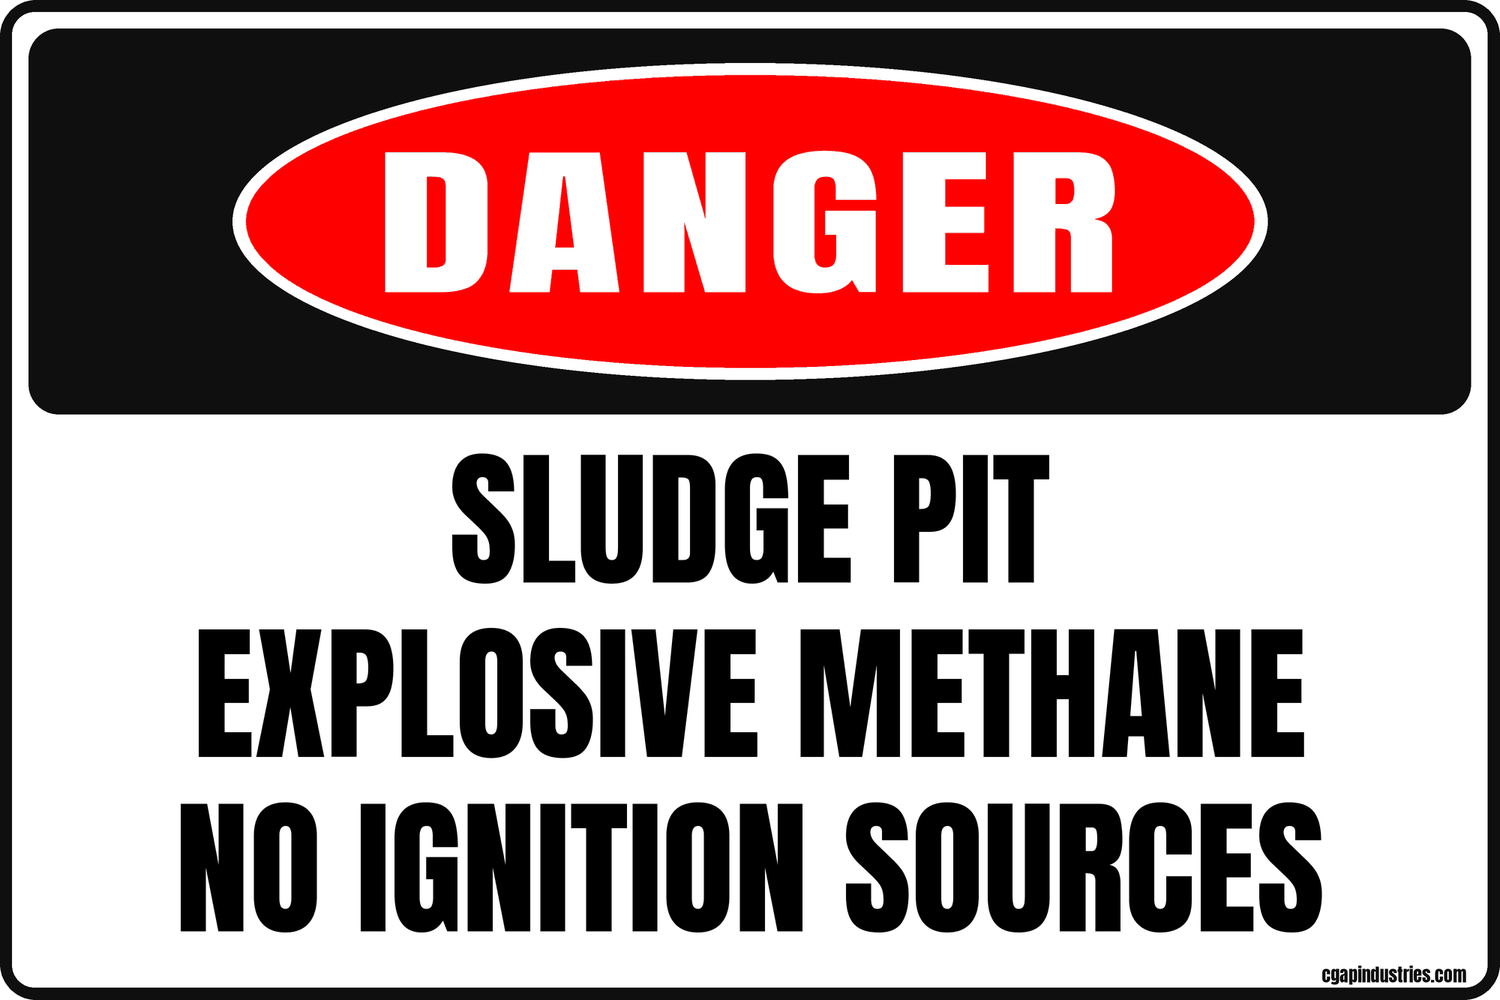 DANGER
SLUDGE PIT
EXPLOSIVE METHANE
NO IGNITION SOURCES
cgapindustries.com